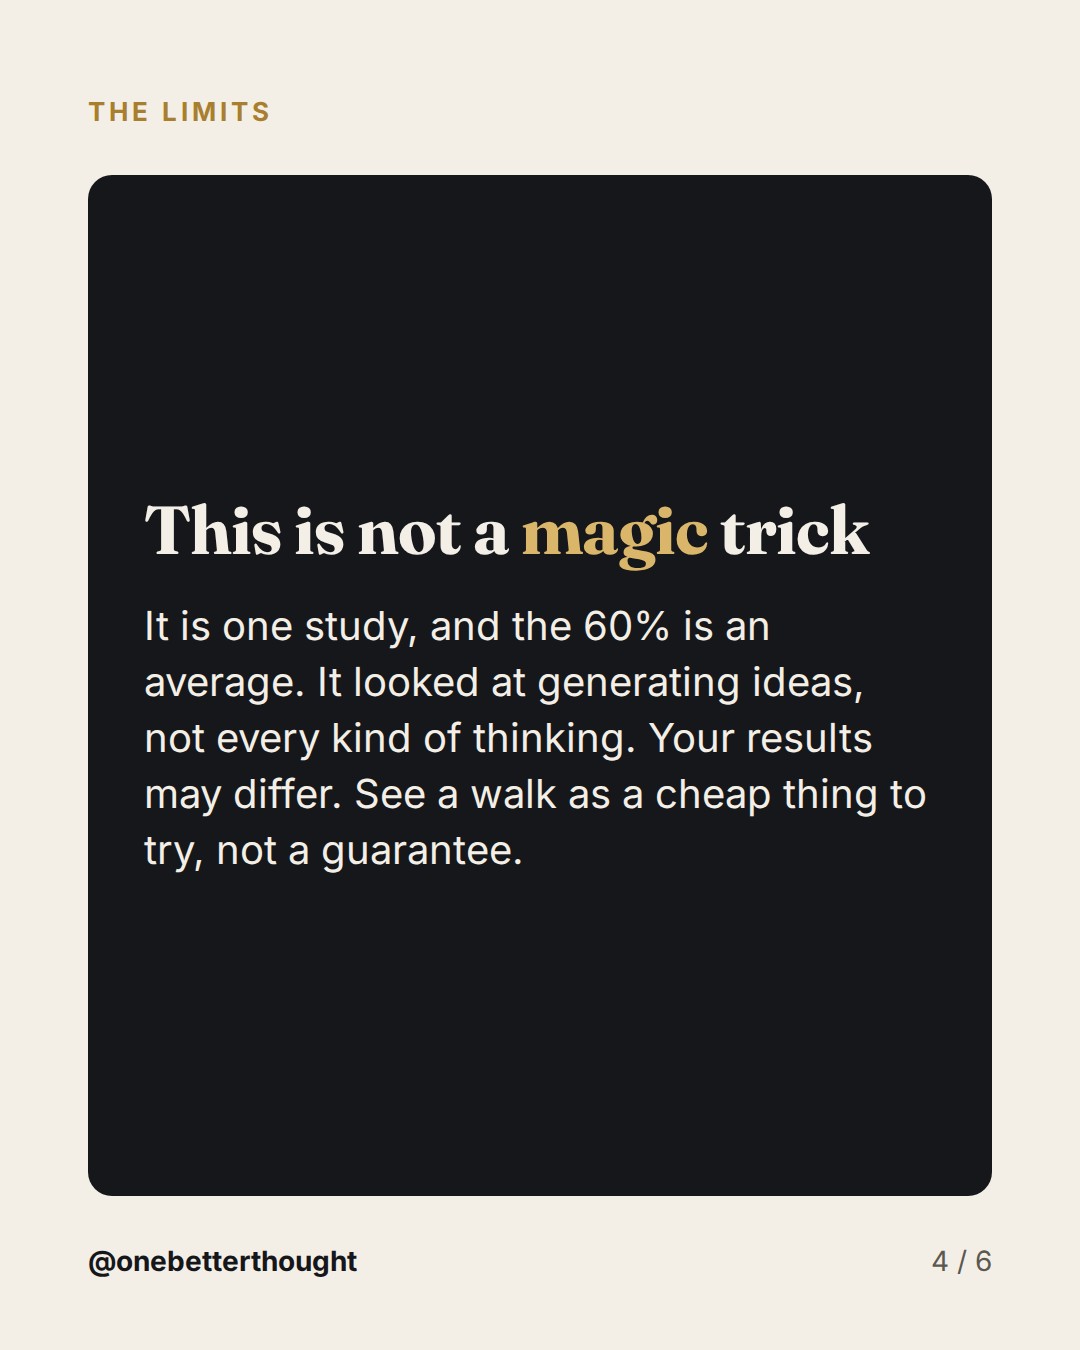 THE LIMITS
This is not a magic trick
It is one study, and the 60% is an
average. It looked at generating ideas,
not every kind of thinking. Your results
may differ. See a walk as a cheap thing to
try, not a guarantee.
@onebetterthought
4 / 6